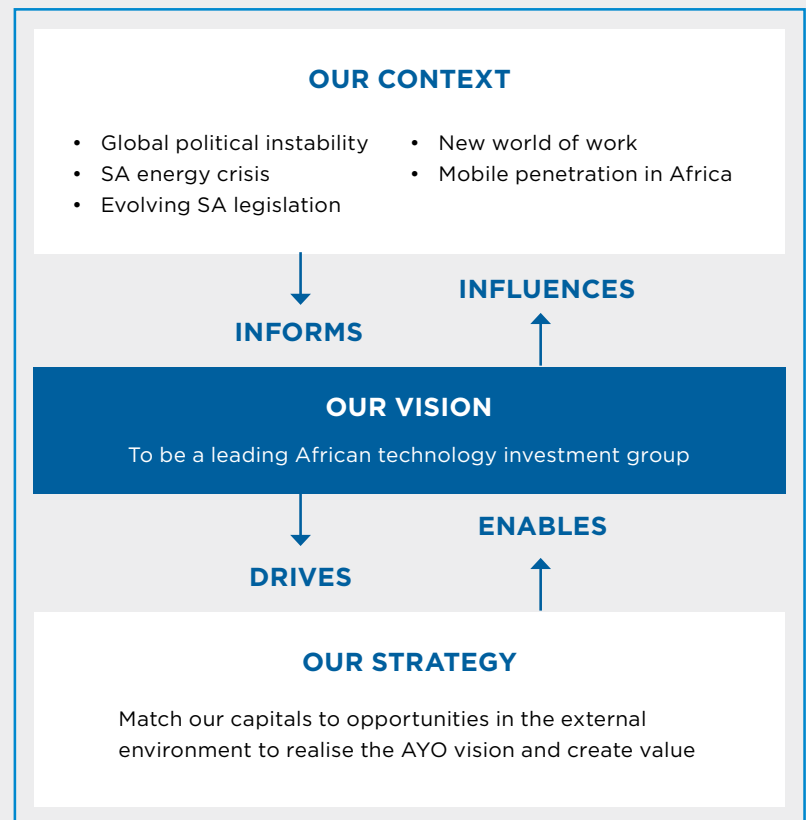 OUR CONTEXT
• Global political instability
• SA energy crisis
• Evolving SA legislation
• New world of work
• Mobile penetration in Africa
INFLUENCES
INFORMS
OUR VISION
To be a leading African technology investment group
ENABLES
DRIVES
OUR STRATEGY
Match our capitals to opportunities in the external
environment to realise the AYO vision and create value